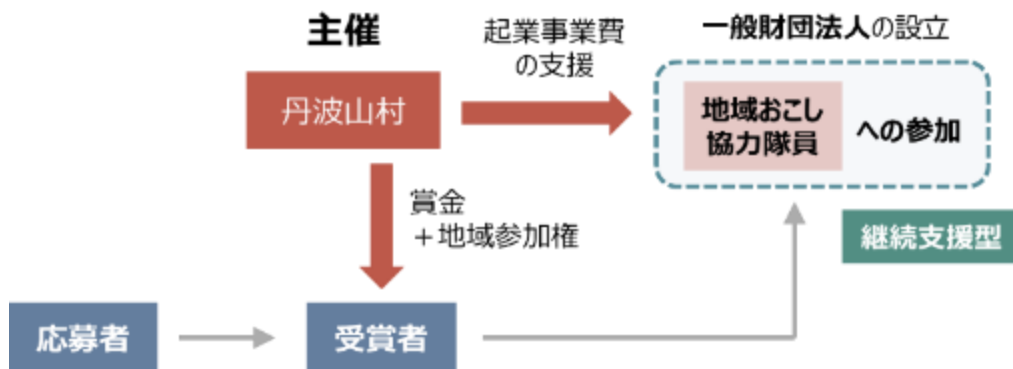 主催
丹波山村
起業事業費
の支援
一般財団法人の設立
地域おこし
協力隊員
への参加
賞金
+地域参加権
継続支援型
応募者
受賞者